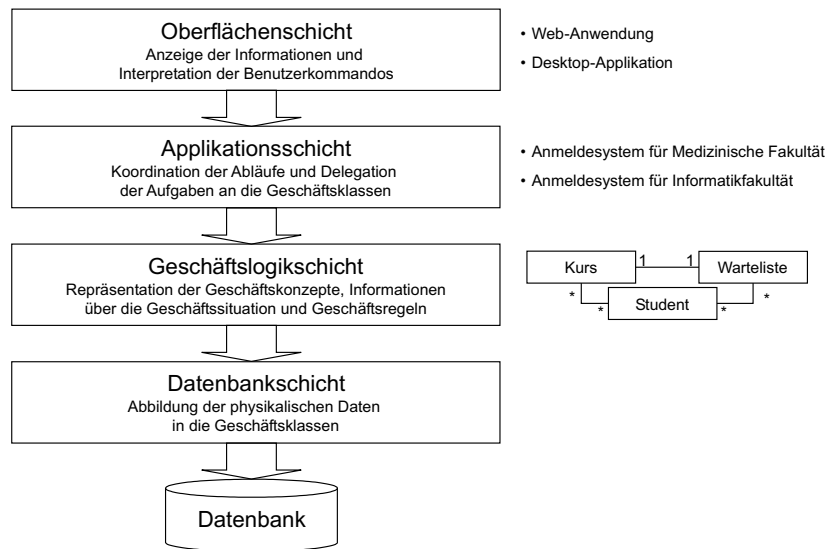 Oberflächenschicht
Anzeige der Informationen und
Interpretation der Benutzerkommandos
• Web-Anwendung
• Desktop-Applikation
Applikationsschicht
Koordination der Abläufe und Delegation
der Aufgaben an die Geschäftsklassen
• Anmeldesystem für Medizinische Fakultät
• Anmeldesystem für Informatikfakultät
Geschäftslogikschicht
Repräsentation der Geschäftskonzepte, Informationen
über die Geschäftssituation und Geschäftsregeln
Kurs 1 1 Warteliste
* *
* Student *
Datenbankschicht
Abbildung der physikalischen Daten
in die Geschäftsklassen
Datenbank